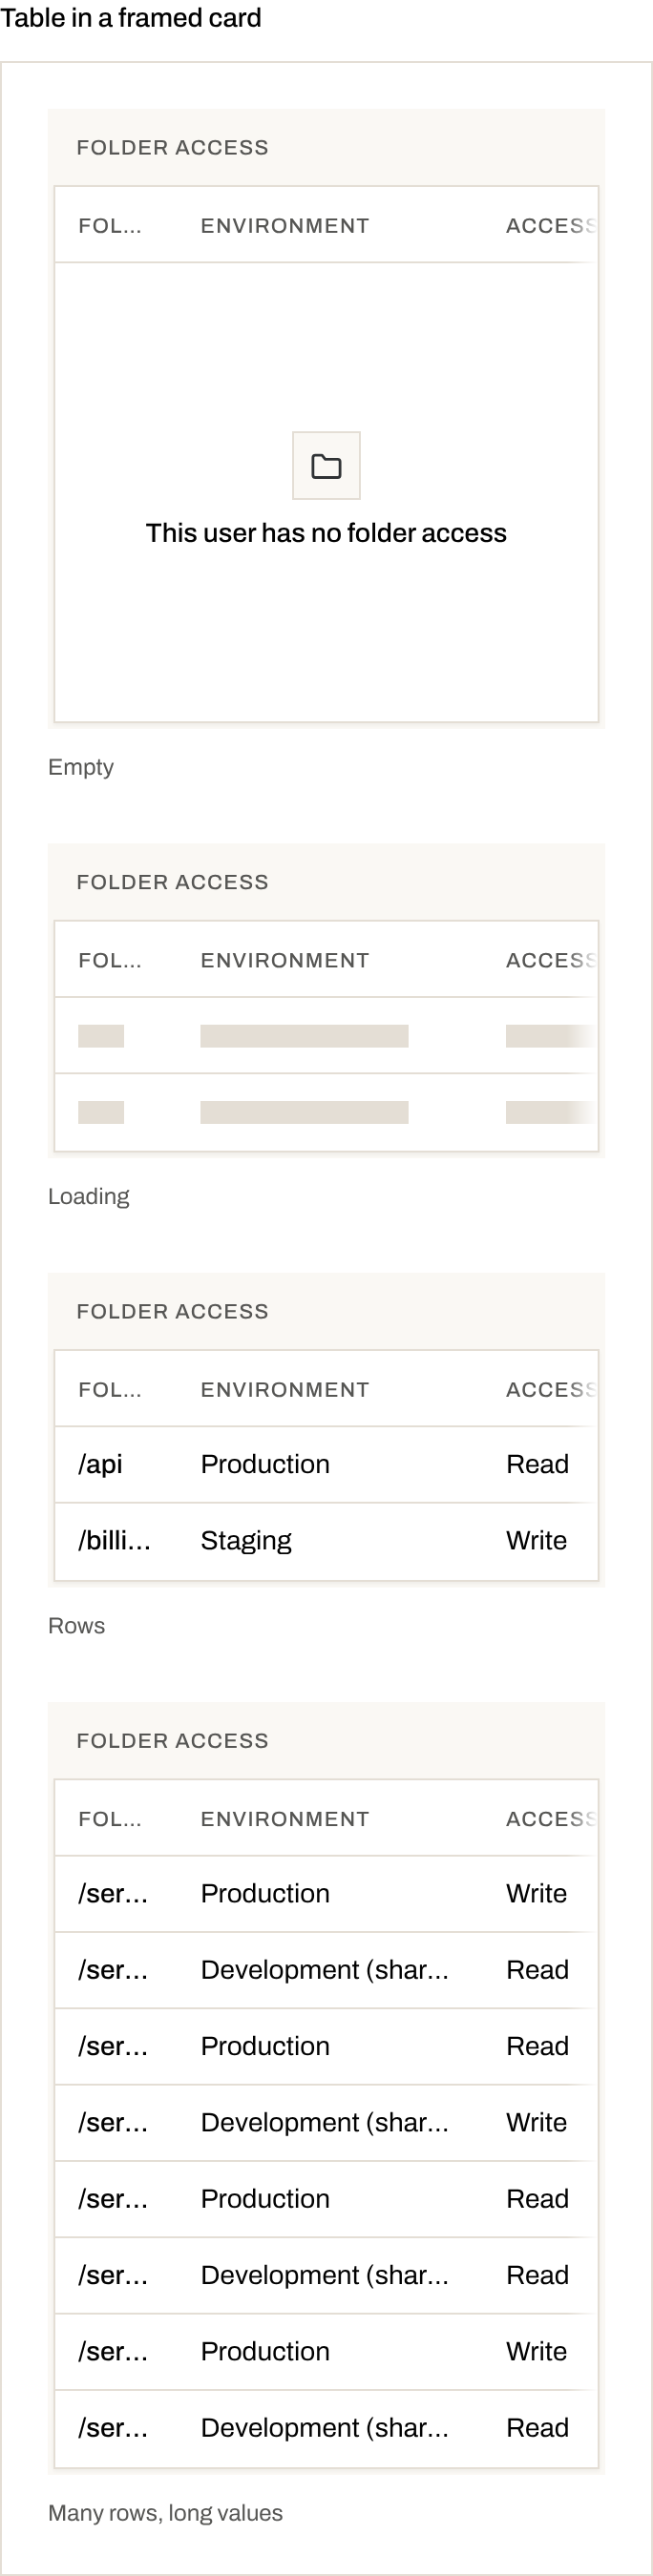 Table in a framed card
FOLDER ACCESS
FOL... ENVIRONMENT ACCESS
This user has no folder access
Empty
FOLDER ACCESS
FOL... ENVIRONMENT ACCESS
Loading
FOLDER ACCESS
FOL... ENVIRONMENT ACCESS
/api Production Read
/billi... Staging Write
Rows
FOLDER ACCESS
FOL... ENVIRONMENT ACCESS
/ser... Production Write
/ser... Development (shar... Read
/ser... Production Read
/ser... Development (shar... Write
/ser... Production Read
/ser... Development (shar... Read
/ser... Production Write
/ser... Development (shar... Read
Many rows, long values